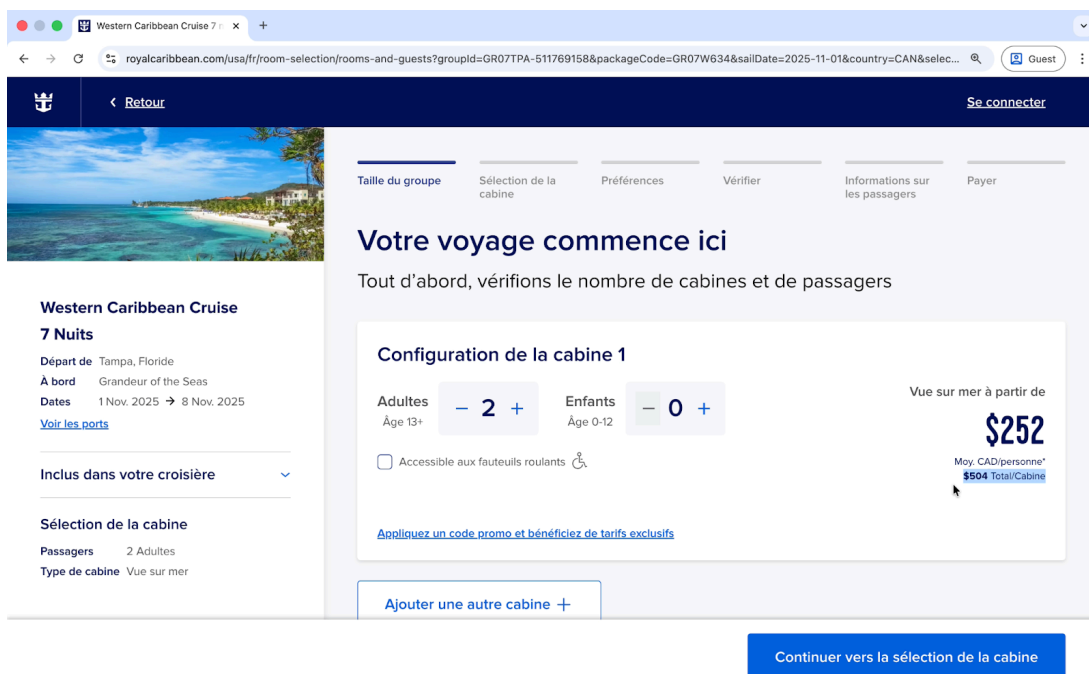 Western Caribbean Cruise 7 n
royalcaribbean.com/usa/fr/room-selection/rooms-and-guests?groupId=GR07TPA-511769158&packageCode=GR07W634&sailDate=2025-11-01&country=CAN&selec...
Guest
Retour
Se connecter
Taille du groupe
Sélection de la
cabine
Préférences
Vérifier
Informations sur
les passagers
Payer
Votre voyage commence ici
Tout d'abord, vérifions le nombre de cabines et de passagers
Western Caribbean Cruise
7 Nuits
Départ de Tampa, Floride
À bord Grandeur of the Seas
Dates 1 Nov. 2025 → 8 Nov. 2025
Voir les ports
Inclus dans votre croisière
Sélection de la cabine
Passagers 2 Adultes
Type de cabine Vue sur mer
Configuration de la cabine 1
Adultes
Âge 13+
− 2 +
Enfants
Âge 0-12
− 0 +
Accessible aux fauteuils roulants
Vue sur mer à partir de
$252
Moy. CAD/personne*
$504 Total/Cabine
Appliquez un code promo et bénéficiez de tarifs exclusifs
Ajouter une autre cabine +
Continuer vers la sélection de la cabine